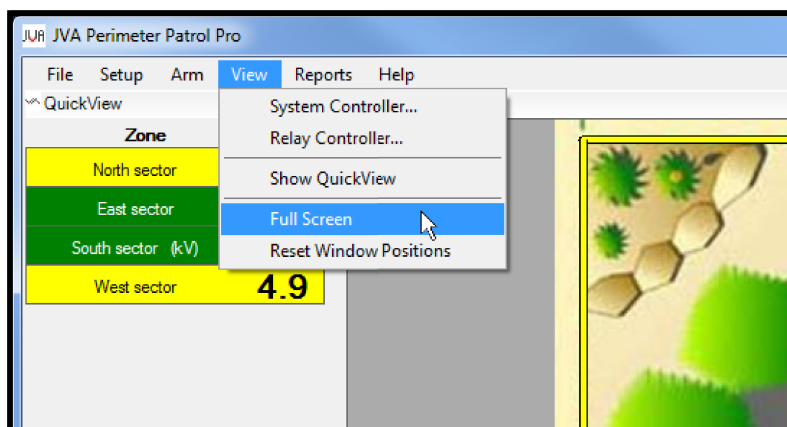 JVA JVA Perimeter Patrol Pro
File Setup Arm View Reports Help
QuickView
System Controller...
Zone
Relay Controller...
North sector
Show QuickView
East sector
Full Screen
South sector (kV)
Reset Window Positions
West sector 4.9